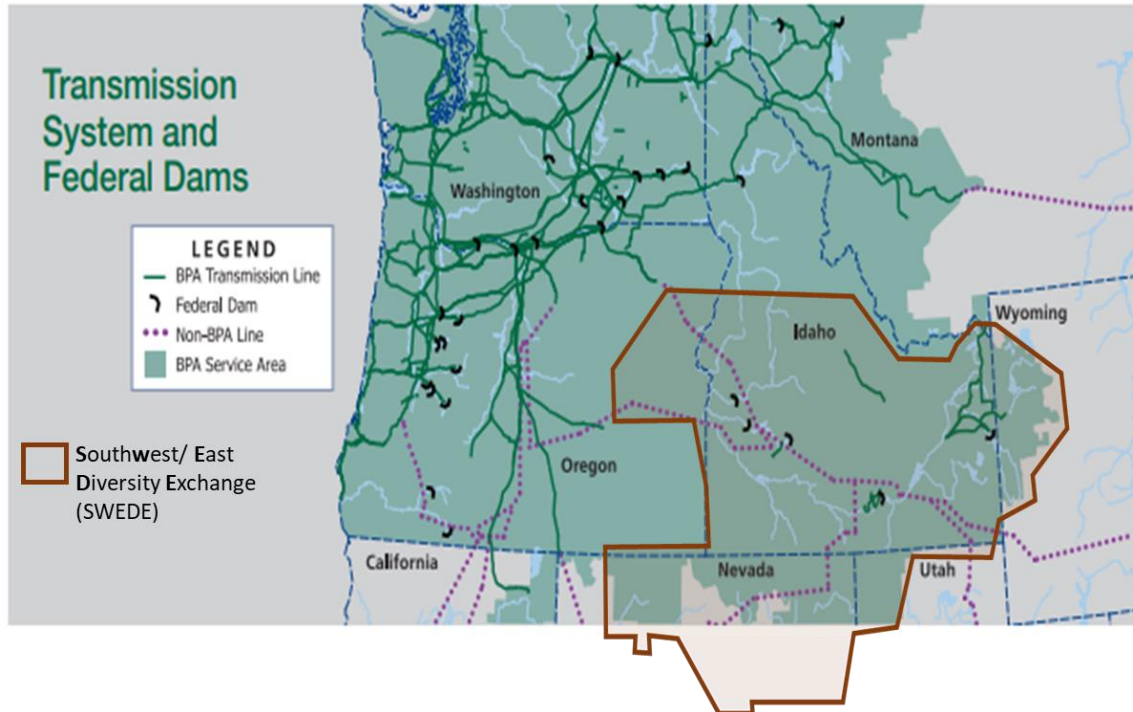 Transmission
System and
Federal Dams
LEGEND
BPA Transmission Line
Federal Dam
Non-BPA Line
BPA Service Area
Southwest/ East
Diversity Exchange
(SWEDE)
Washington
Montana
Oregon
Idaho
Wyoming
California
Nevada
Utah